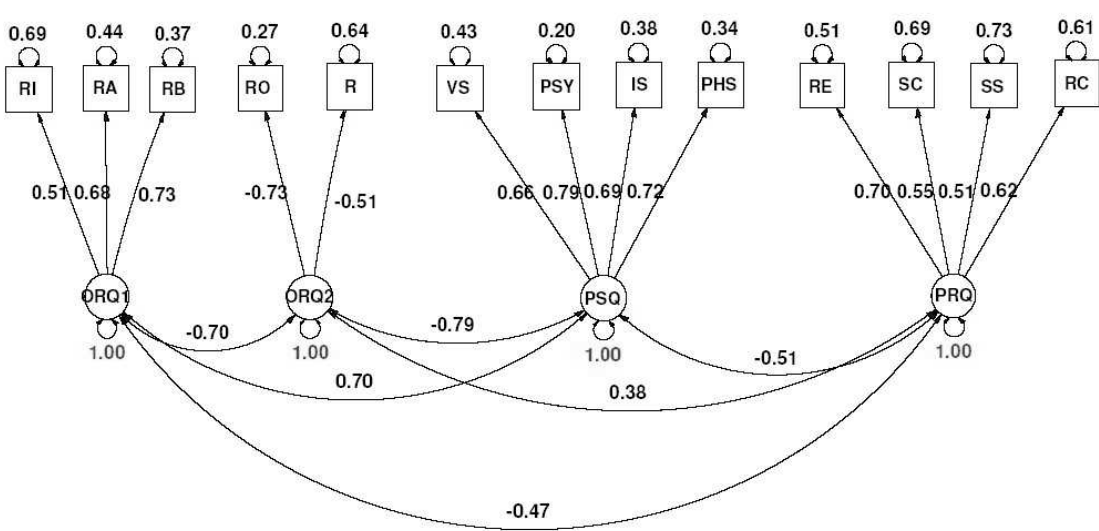 0.69 0.44 0.37 0.27 0.64 0.43 0.20 0.38 0.34 0.51 0.69 0.73 0.61
RI RA RB RO R VS PSY IS PHS RE SC SS RC
0.51 0.68 0.73 -0.73 -0.51 0.66 0.79 0.69 0.72 0.70 0.55 0.51 0.62
ORQ1 ORQ2 PSQ PRQ
-0.70 -0.79 -0.51
1.00 1.00 1.00 1.00
0.70 0.38
-0.47